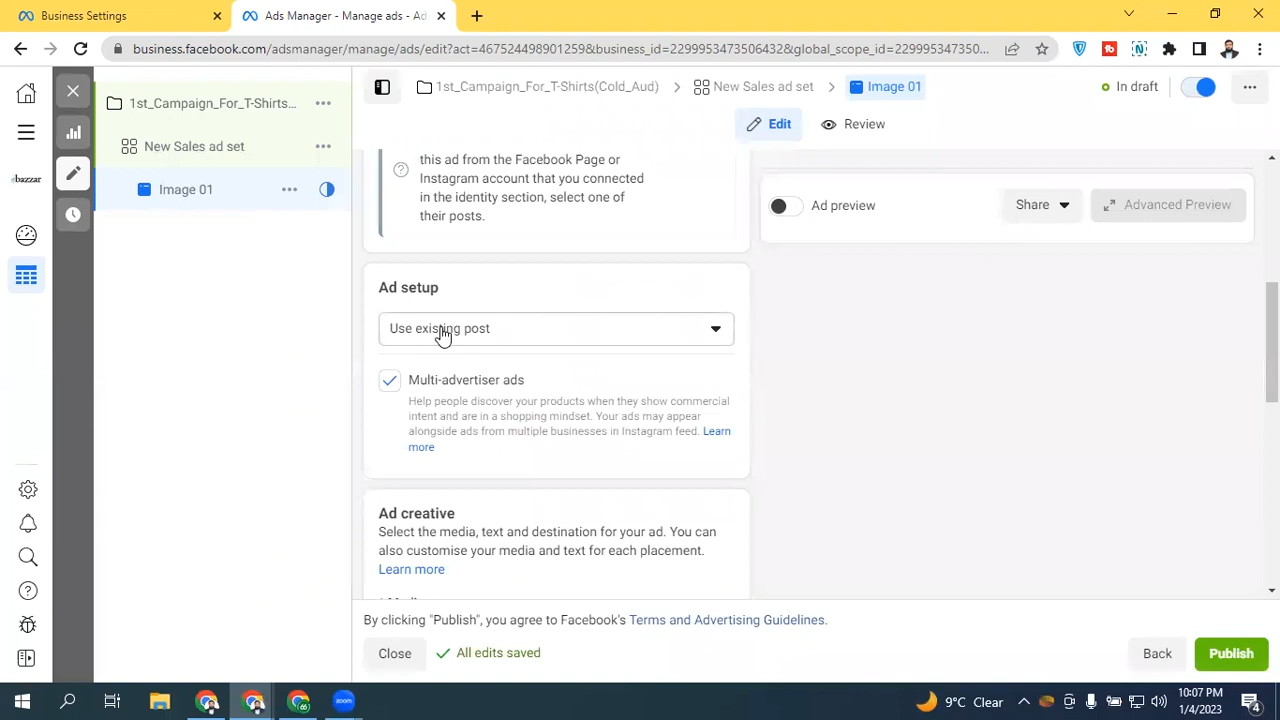 Business Settings
Ads Manager - Manage ads - Ad
business.facebook.com/adsmanager/manage/ads/edit?act=467524498901259&business_id=2299953473506432&global_scope_id=229995347350...
1st_Campaign_For_T-Shirts(Cold_Aud)
New Sales ad set
Image 01
In draft
1st_Campaign_For_T-Shirts...
New Sales ad set
Image 01
bazzar
Edit
Review
this ad from the Facebook Page or
Instagram account that you connected
in the identity section, select one of
their posts.
Ad preview
Share
Advanced Preview
Ad setup
Use existing post
Multi-advertiser ads
Help people discover your products when they show commercial
intent and are in a shopping mindset. Your ads may appear
alongside ads from multiple businesses in Instagram feed. Learn
more
Ad creative
Select the media, text and destination for your ad. You can
also customise your media and text for each placement.
Learn more
By clicking "Publish", you agree to Facebook's Terms and Advertising Guidelines.
Close
All edits saved
Back
Publish
zoom
9°C Clear
10:07 PM
1/4/2023
4